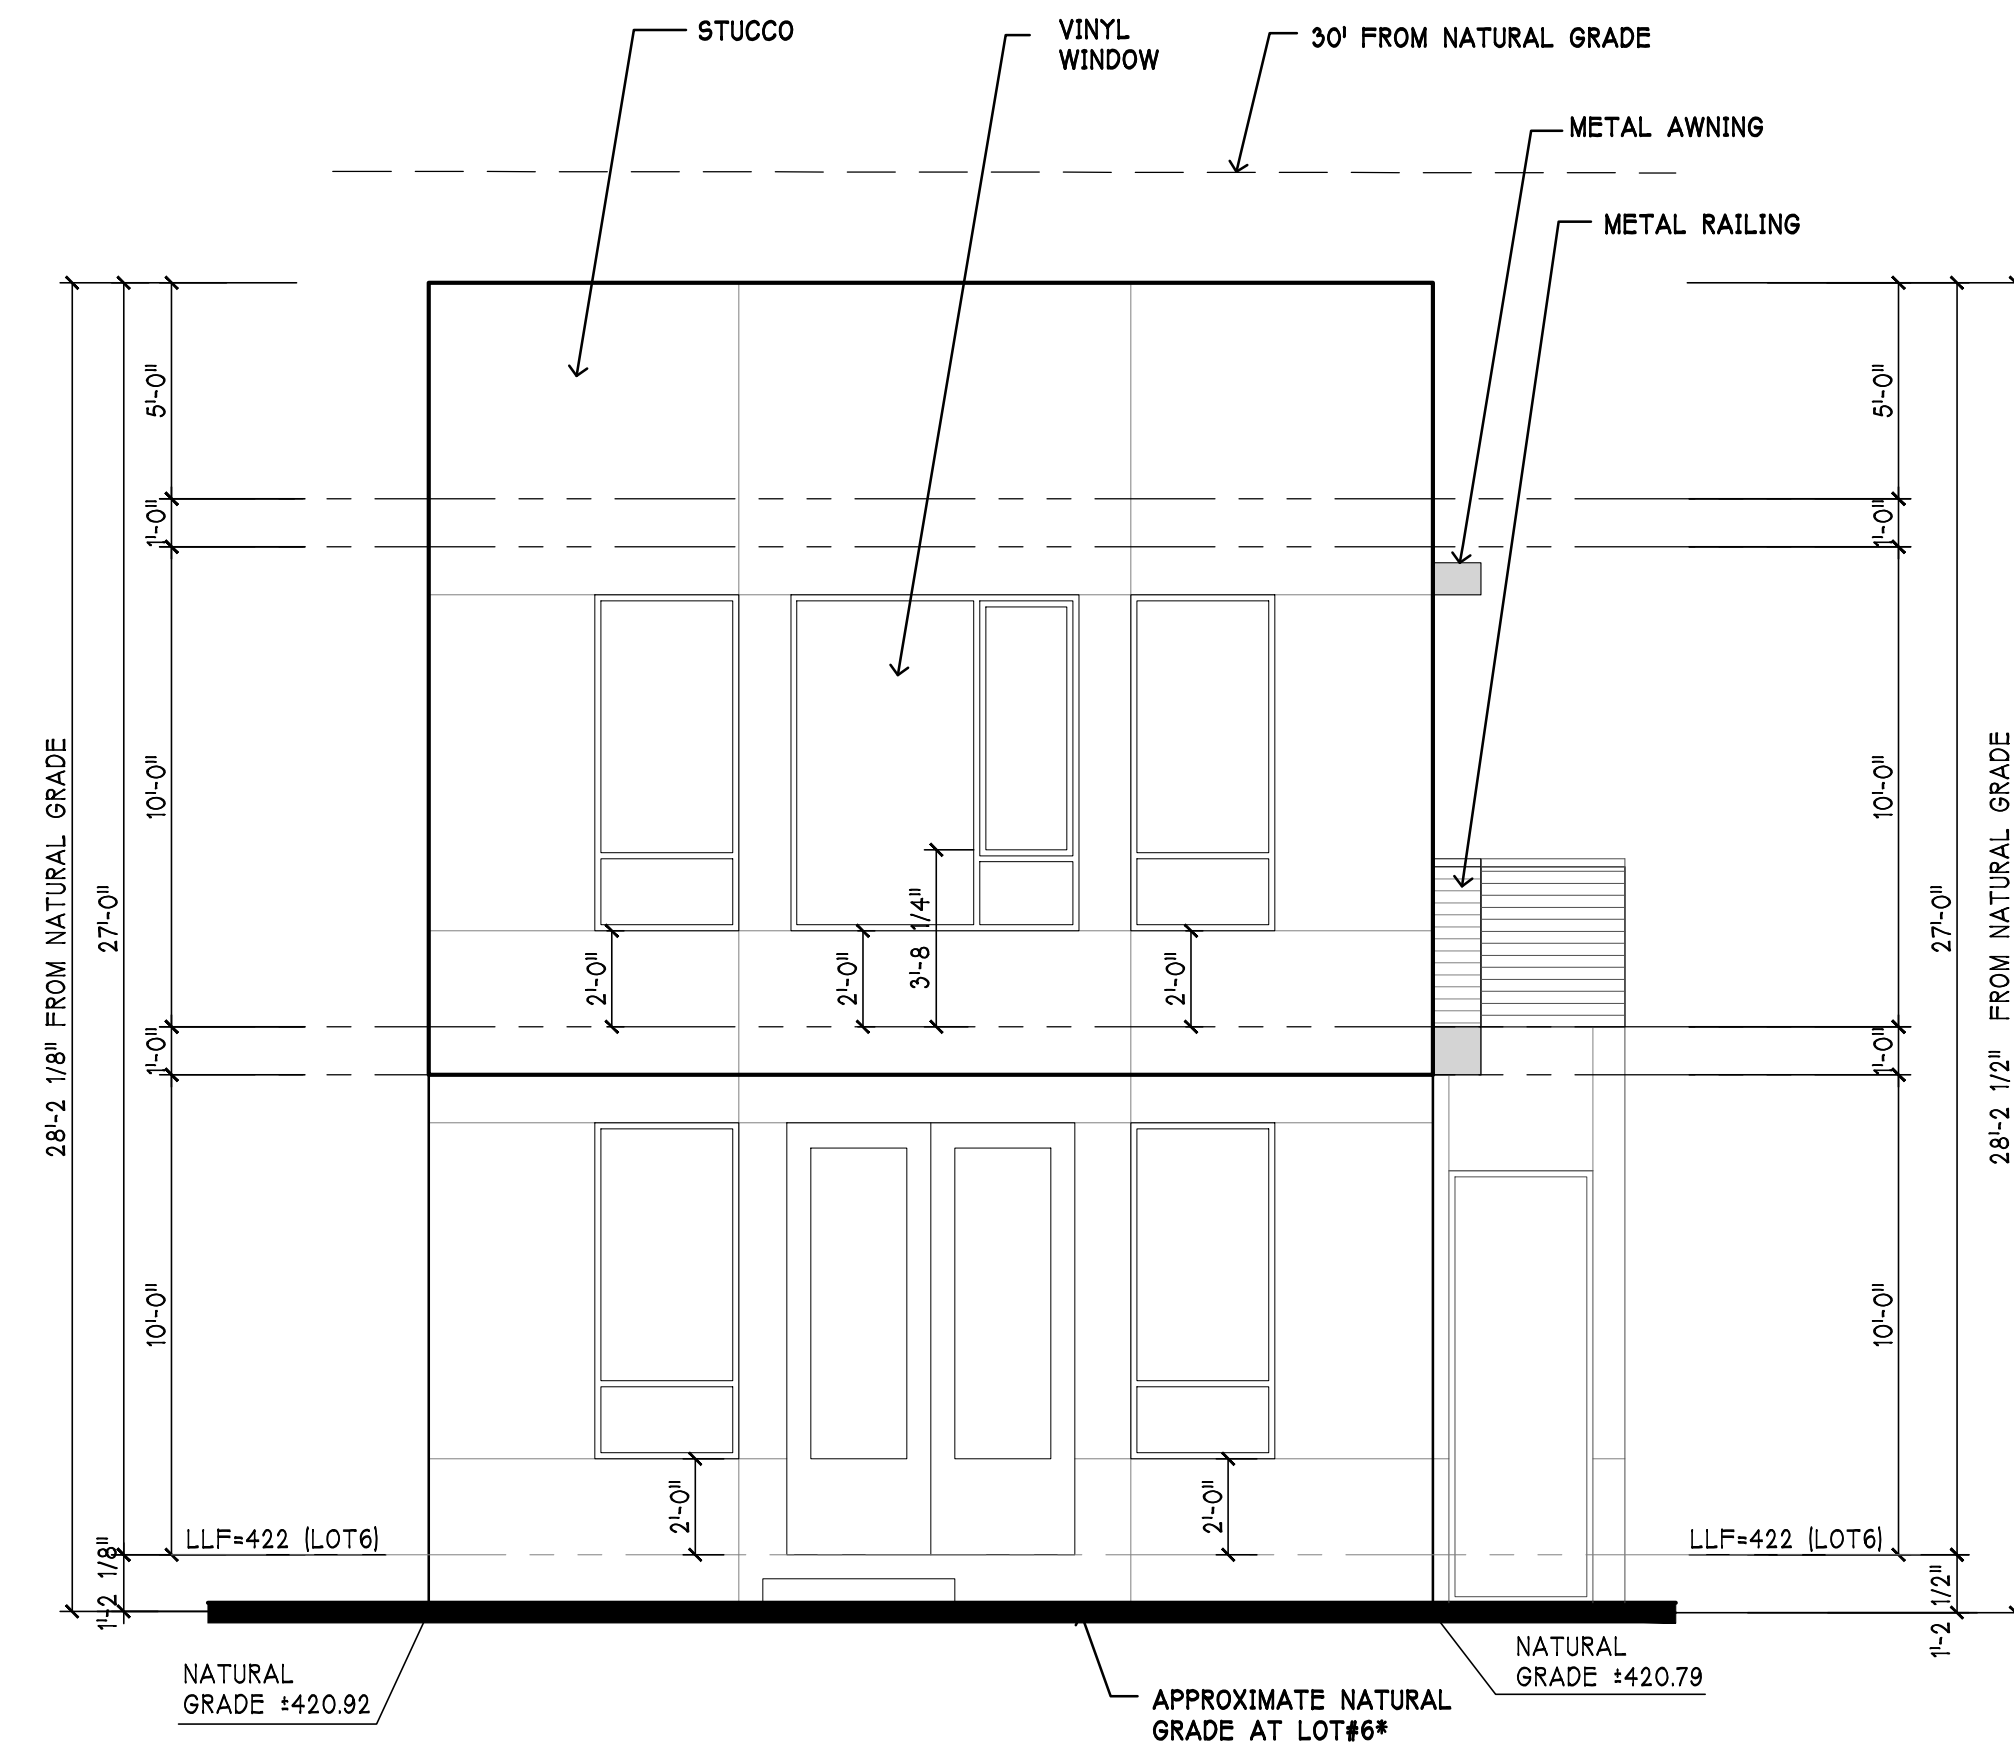 STUCCO
VINYL
WINDOW
30' FROM NATURAL GRADE
METAL AWNING
METAL RAILING
5'-0"
5'-0"
1'-0"
1'-0"
28'-2 1/8" FROM NATURAL GRADE
27'-0"
10'-0"
10'-0"
27'-0"
28'-2 1/2" FROM NATURAL GRADE
2'-0"
2'-0"
3'-8 1/4"
2'-0"
1'-0"
1'-0"
10'-0"
10'-0"
2'-0"
2'-0"
LLF=422 (LOT6)
LLF=422 (LOT6)
1'-2 1/8"
1'-2 1/2"
NATURAL
GRADE ±420.92
NATURAL
GRADE ±420.79
APPROXIMATE NATURAL
GRADE AT LOT#6*